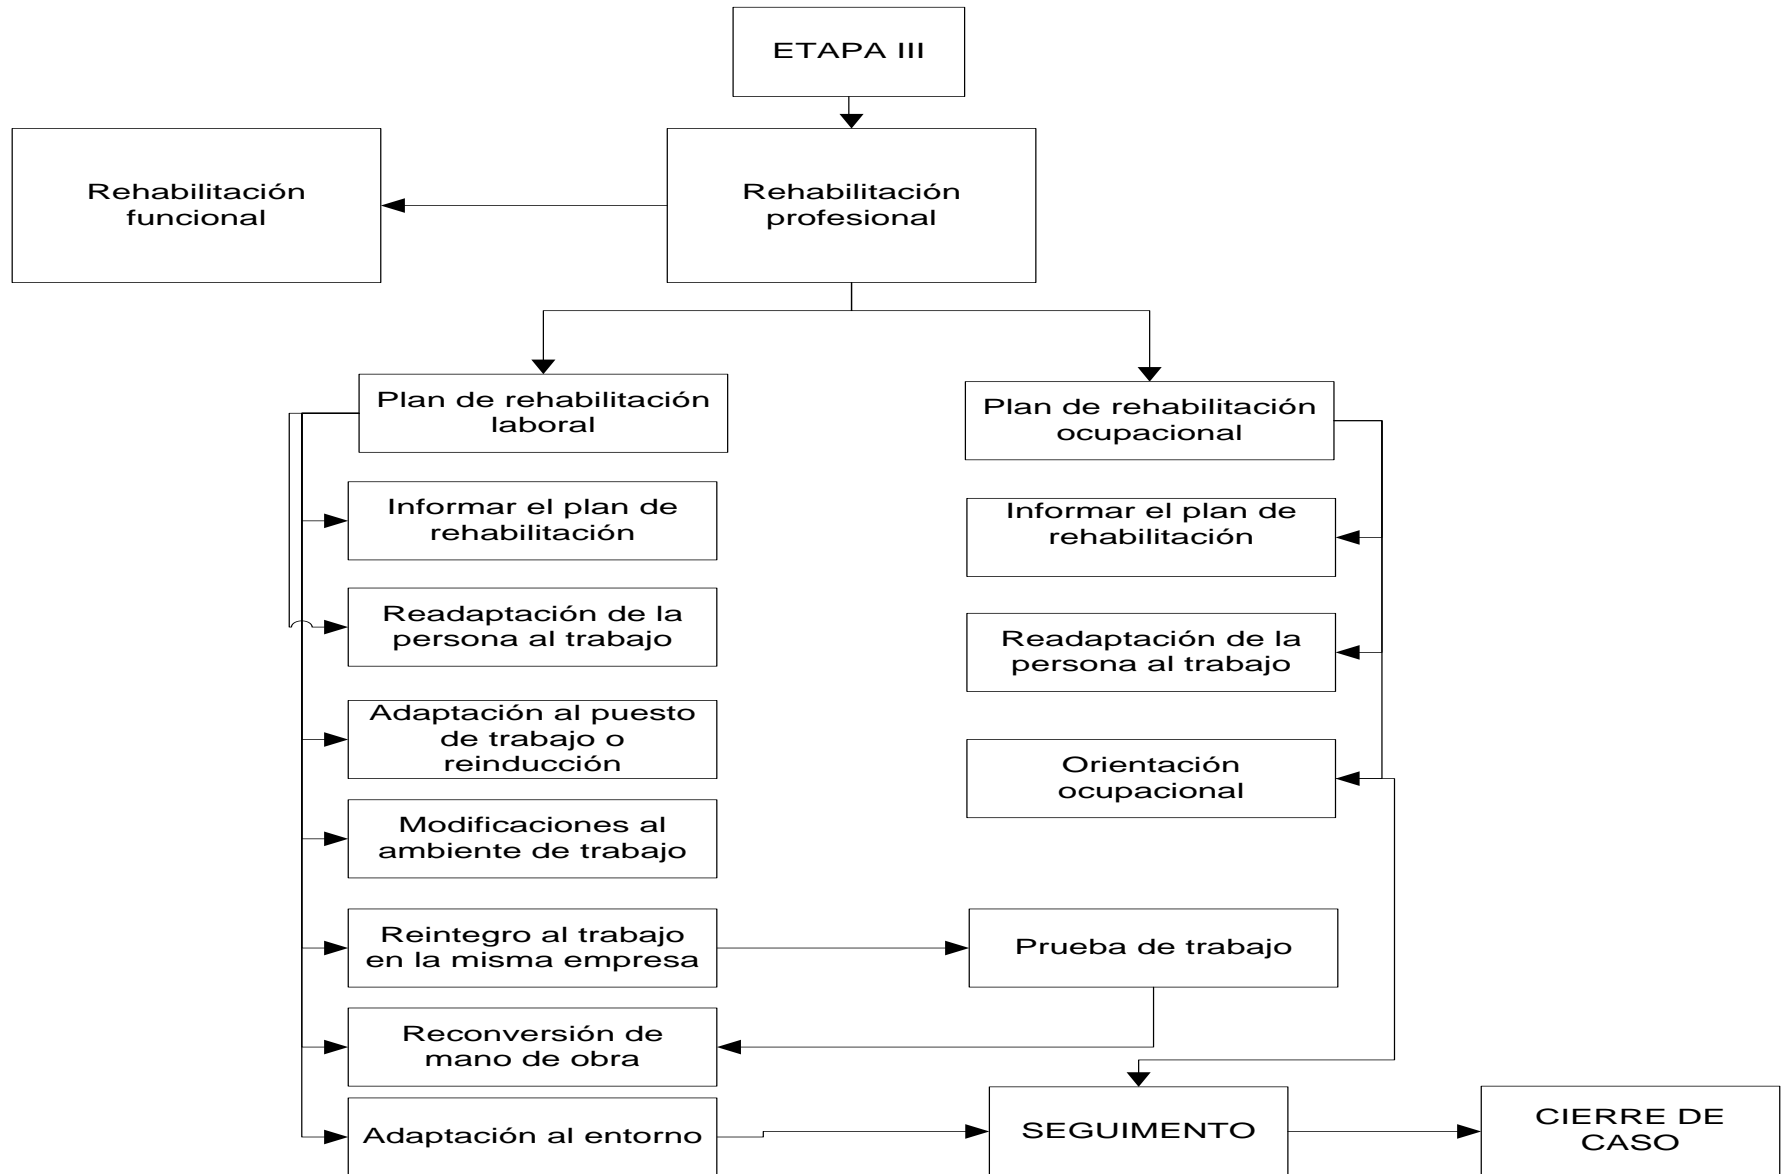 ETAPA III
Rehabilitación
funcional
Rehabilitación
profesional
Plan de rehabilitación
laboral
Plan de rehabilitación
ocupacional
Informar el plan de
rehabilitación
Informar el plan de
rehabilitación
Readaptación de la
persona al trabajo
Readaptación de la
persona al trabajo
Adaptación al puesto
de trabajo o
reinducción
Orientación
ocupacional
Modificaciones al
ambiente de trabajo
Reintegro al trabajo
en la misma empresa
Prueba de trabajo
Reconversión de
mano de obra
Adaptación al entorno
SEGUIMENTO
CIERRE DE
CASO